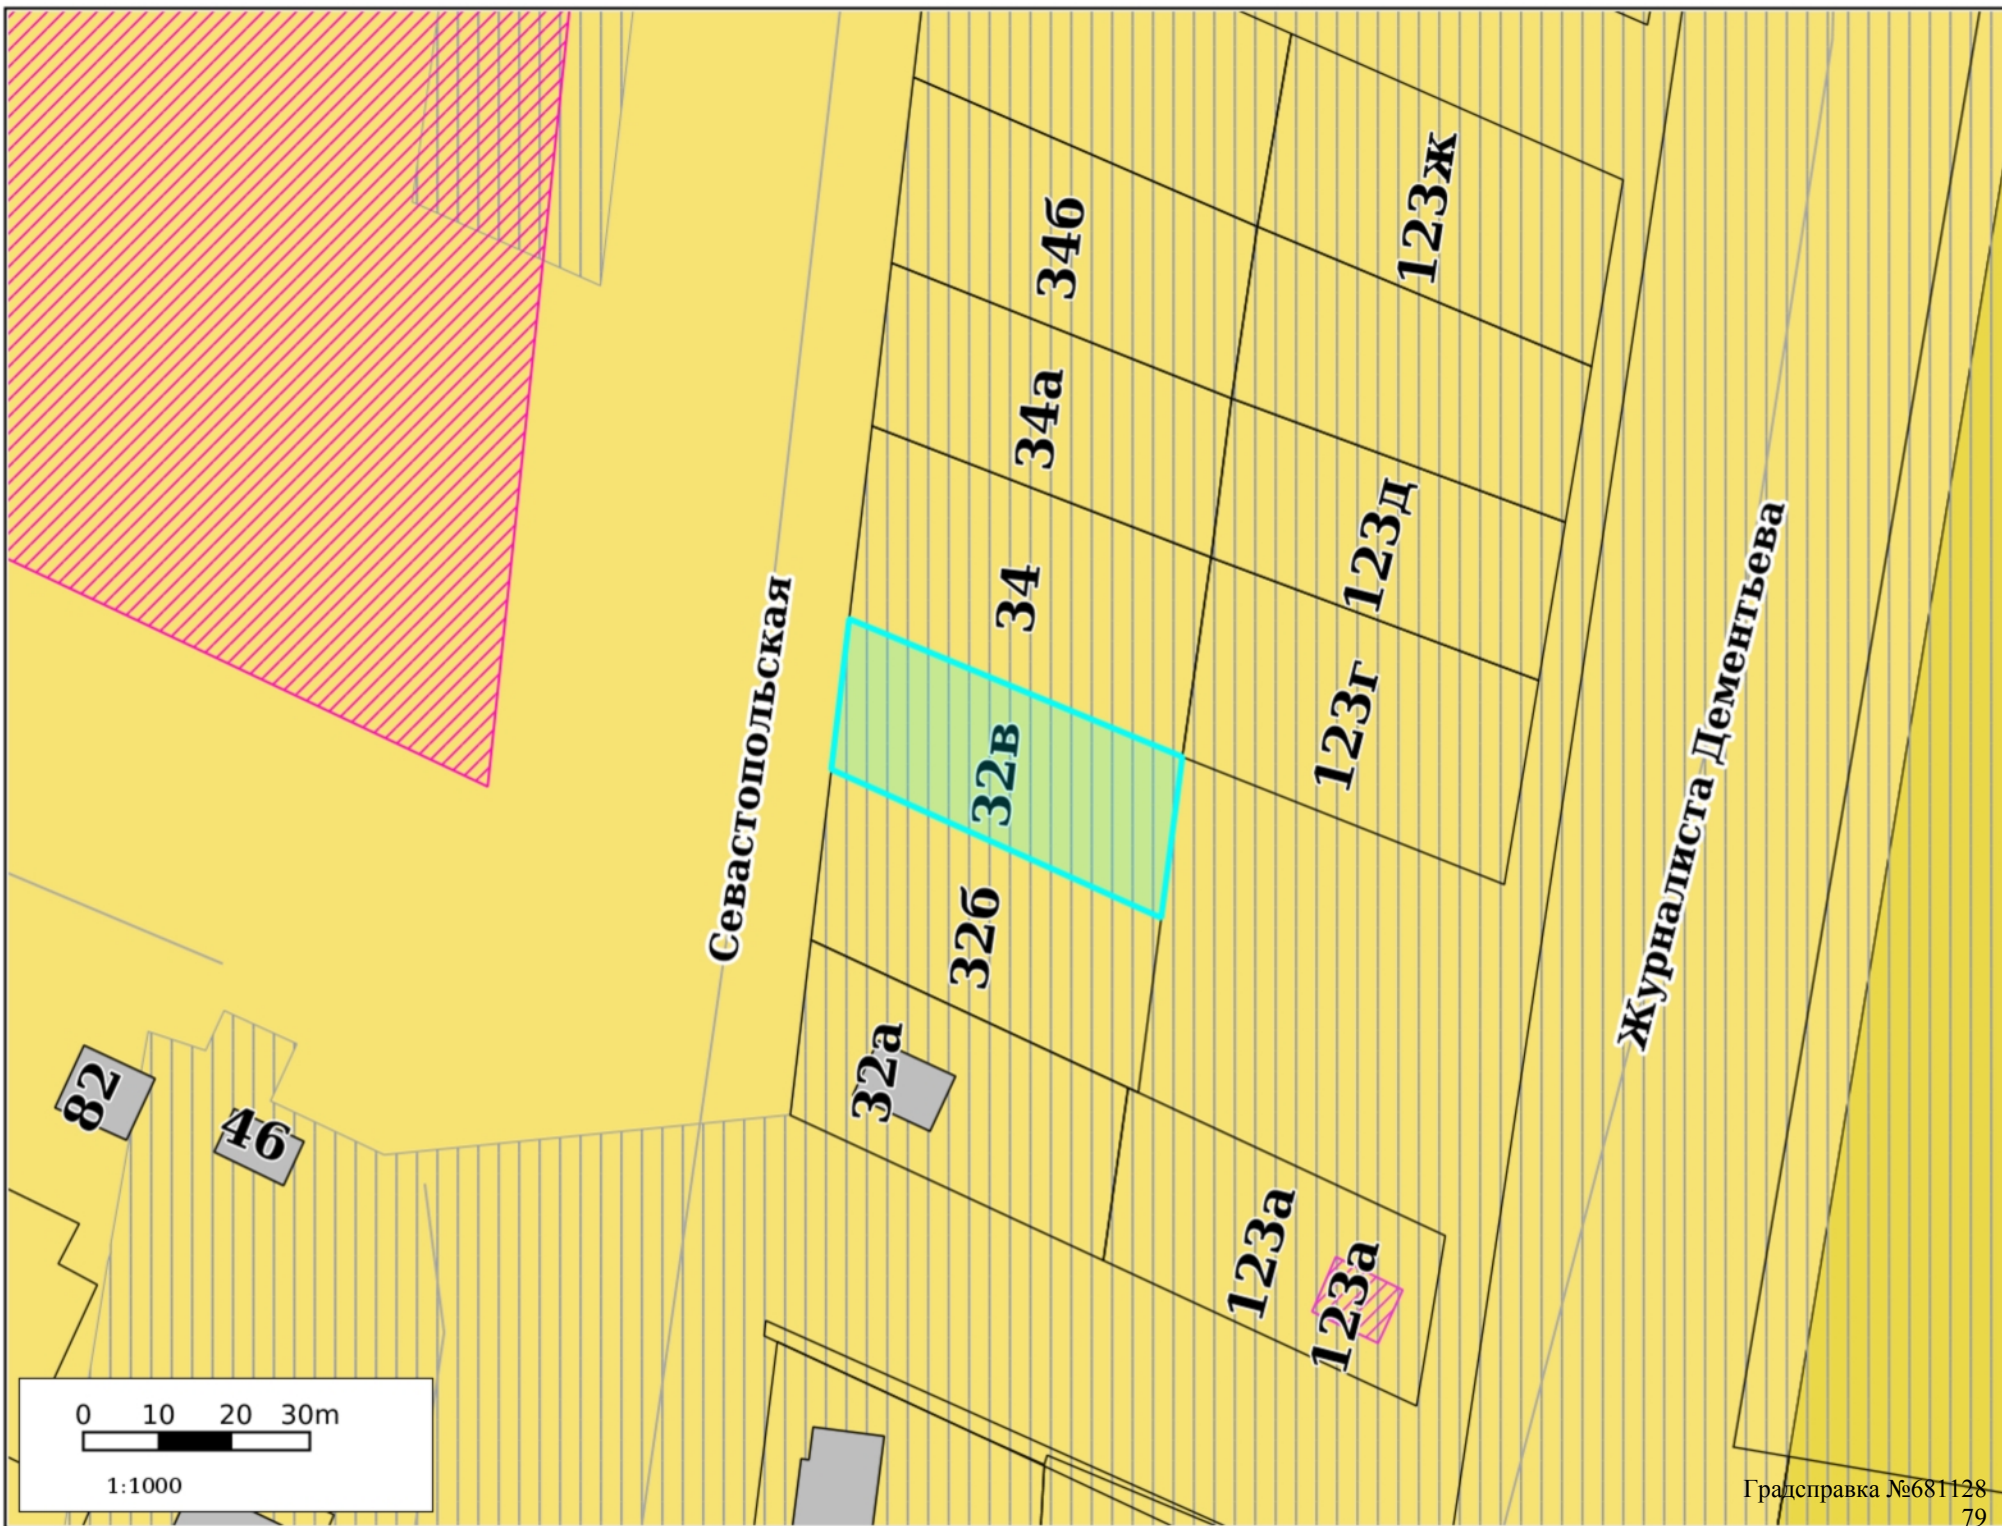 123ж
34б
34а
123д
34
Севастопольская
Журналиста Дементьева
123г
32в
32б
32а
82
46
123а
123а
0 10 20 30m
1:1000
Градсправка №681128
79